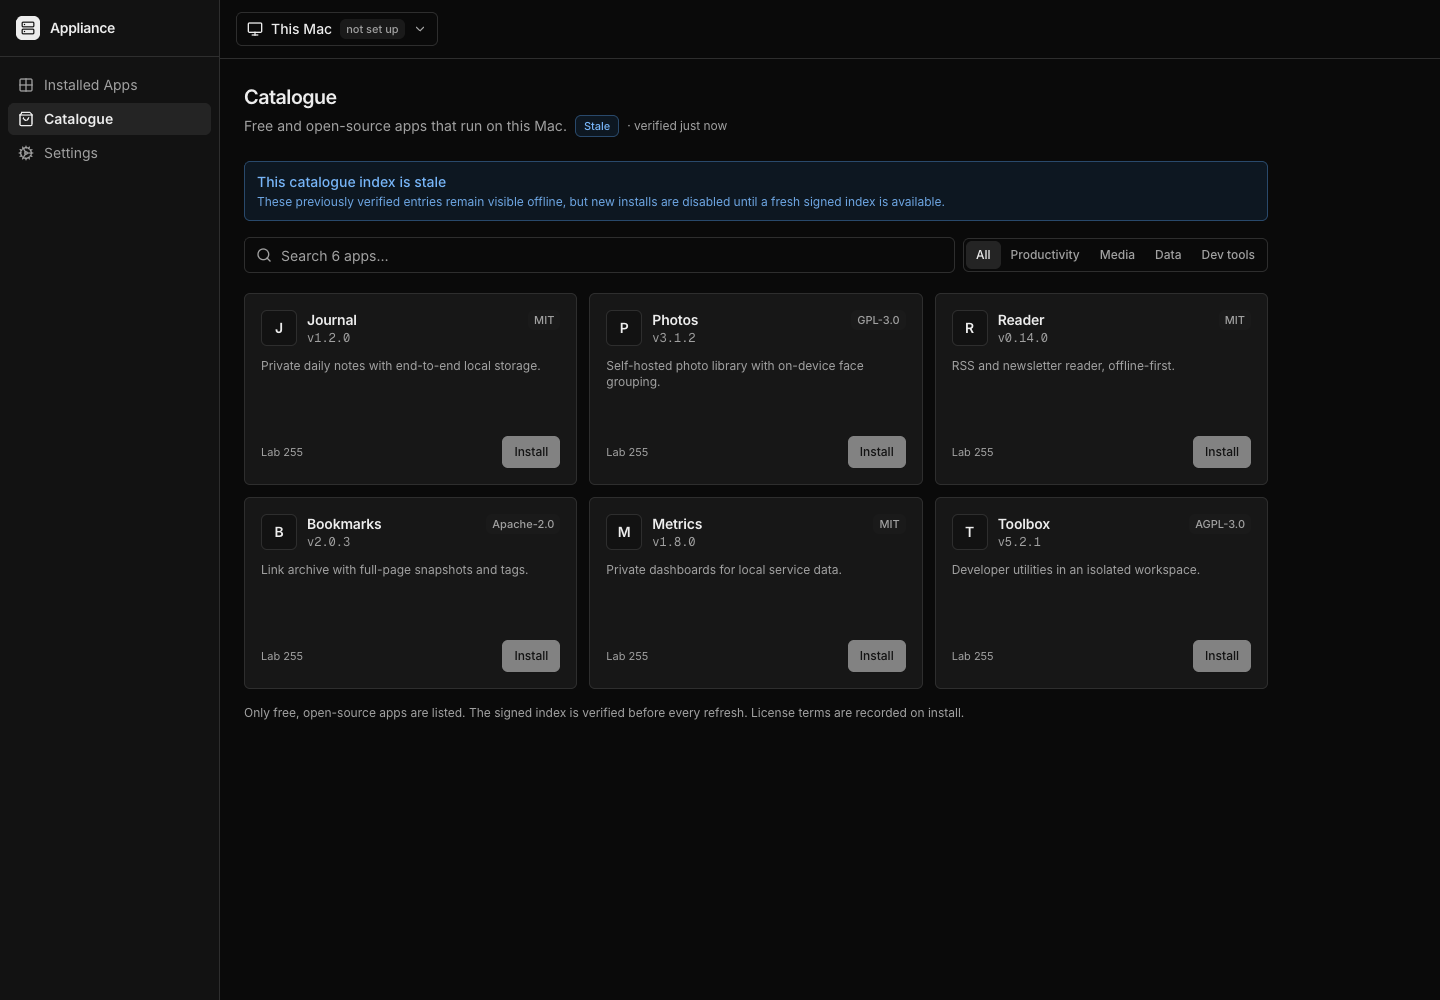 Appliance
This Mac not set up
Installed Apps
Catalogue
Settings
Catalogue
Free and open-source apps that run on this Mac. Stale · verified just now
This catalogue index is stale
These previously verified entries remain visible offline, but new installs are disabled until a fresh signed index is available.
Search 6 apps...
All Productivity Media Data Dev tools
J Journal MIT
v1.2.0
Private daily notes with end-to-end local storage.
Lab 255 Install
P Photos GPL-3.0
v3.1.2
Self-hosted photo library with on-device face
grouping.
Lab 255 Install
R Reader MIT
v0.14.0
RSS and newsletter reader, offline-first.
Lab 255 Install
B Bookmarks Apache-2.0
v2.0.3
Link archive with full-page snapshots and tags.
Lab 255 Install
M Metrics MIT
v1.8.0
Private dashboards for local service data.
Lab 255 Install
T Toolbox AGPL-3.0
v5.2.1
Developer utilities in an isolated workspace.
Lab 255 Install
Only free, open-source apps are listed. The signed index is verified before every refresh. License terms are recorded on install.